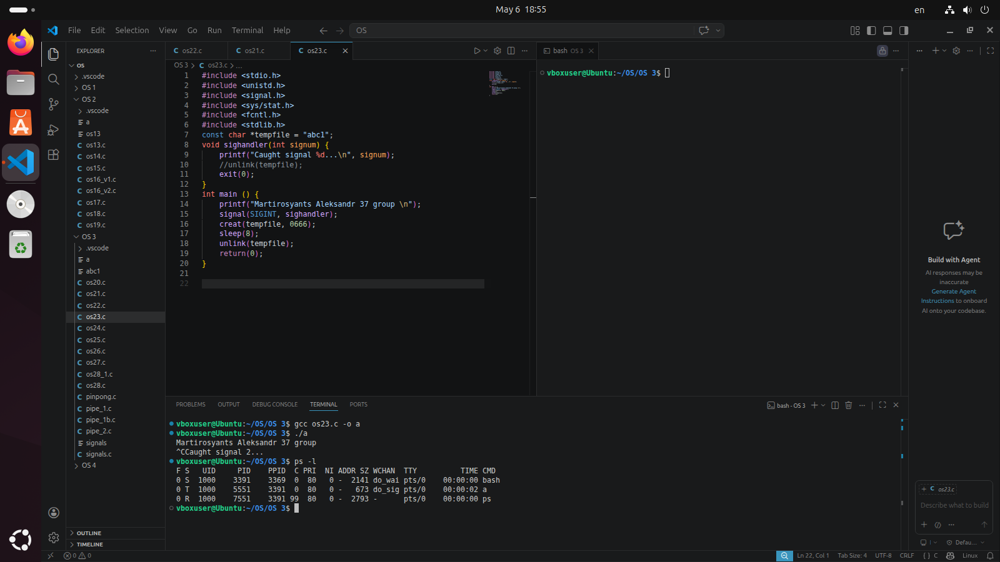 May 6 18:55
en
File Edit Selection View Go Run Terminal Help
OS
EXPLORER
OS
.vscode
OS 1
OS 2
.vscode
a
os13
os13.c
os14.c
os15.c
os16_v1.c
os16_v2.c
os17.c
os18.c
os19.c
OS 3
.vscode
a
abc1
os20.c
os21.c
os22.c
os23.c
os24.c
os25.c
os26.c
os27.c
os28_1.c
os28.c
pinpong.c
pipe_1.c
pipe_1b.c
pipe_2.c
signals
signals.c
OS 4
OUTLINE
TIMELINE
C os22.c C os21.c C os23.c
OS 3 > C os23.c > ...
1 #include <stdio.h>
2 #include <unistd.h>
3 #include <signal.h>
4 #include <sys/stat.h>
5 #include <fcntl.h>
6 #include <stdlib.h>
7 const char *tempfile = "abc1";
8 void sighandler(int signum) {
9     printf("Caught signal %d...\n", signum);
10     //unlink(tempfile);
11     exit(0);
12 }
13 int main () {
14     printf("Martirosyants Aleksandr 37 group \n");
15     signal(SIGINT, sighandler);
16     creat(tempfile, 0666);
17     sleep(8);
18     unlink(tempfile);
19     return(0);
20 }
21
22
bash OS 3
vboxuser@Ubuntu:~/OS/OS 3$
PROBLEMS OUTPUT DEBUG CONSOLE TERMINAL PORTS
bash - OS 3
vboxuser@Ubuntu:~/OS/OS 3$ gcc os23.c -o a
vboxuser@Ubuntu:~/OS/OS 3$ ./a
Martirosyants Aleksandr 37 group
^CCaught signal 2...
vboxuser@Ubuntu:~/OS/OS 3$ ps -l
F S   UID     PID    PPID  C PRI  NI ADDR SZ WCHAN  TTY          TIME CMD
0 S  1000    3391    3369  0  80   0 -  2141 do_wai pts/0    00:00:00 bash
0 T  1000    5551    3391  0  80   0 -   673 do_sig pts/0    00:00:02 a
0 R  1000    7551    3391 99  80   0 -  2793 -      pts/0    00:00:00 ps
vboxuser@Ubuntu:~/OS/OS 3$
Build with Agent
AI responses may be
inaccurate
Generate Agent
Instructions to onboard
AI onto your codebase.
C os23.c
Describe what to build
Defau...
0 0
Ln 22, Col 1 Tab Size: 4 UTF-8 CRLF { } C Linux